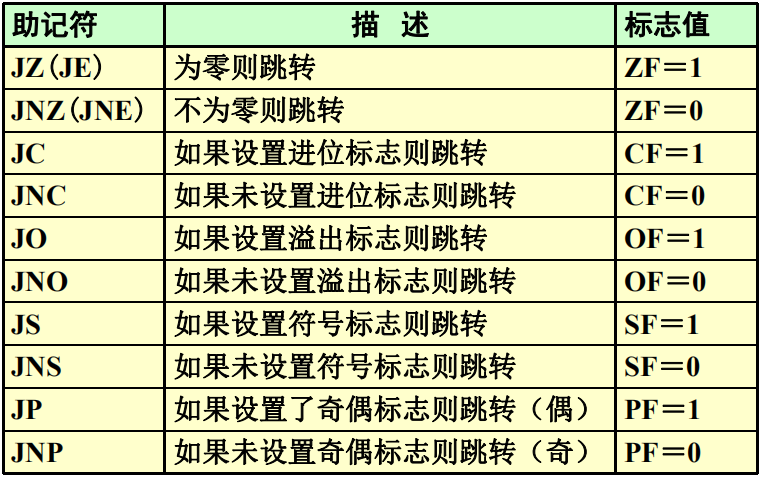 助记符 描 述 标志值
JZ(JE) 为零则跳转 ZF＝1
JNZ(JNE) 不为零则跳转 ZF＝0
JC 如果设置进位标志则跳转 CF＝1
JNC 如果未设置进位标志则跳转 CF＝0
JO 如果设置溢出标志则跳转 OF＝1
JNO 如果未设置溢出标志则跳转 OF＝0
JS 如果设置符号标志则跳转 SF＝1
JNS 如果未设置符号标志则跳转 SF＝0
JP 如果设置了奇偶标志则跳转（偶） PF＝1
JNP 如果未设置奇偶标志则跳转（奇） PF＝0